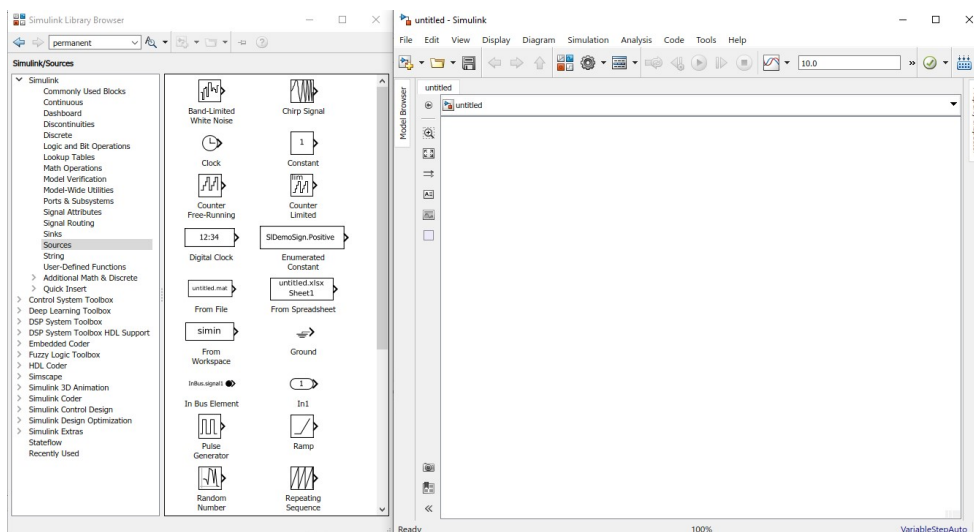 Simulink Library Browser
permanent
Simulink/Sources
Simulink
Commonly Used Blocks
Continuous
Dashboard
Discontinuities
Discrete
Logic and Bit Operations
Lookup Tables
Math Operations
Model Verification
Model-Wide Utilities
Ports & Subsystems
Signal Attributes
Signal Routing
Sinks
Sources
String
User-Defined Functions
Additional Math & Discrete
Quick Insert
Control System Toolbox
Deep Learning Toolbox
DSP System Toolbox
DSP System Toolbox HDL Support
Embedded Coder
Fuzzy Logic Toolbox
HDL Coder
Simscape
Simulink 3D Animation
Simulink Coder
Simulink Control Design
Simulink Design Optimization
Simulink Extras
Stateflow
Recently Used
Band-Limited
White Noise
Chirp Signal
Clock
1
Constant
Counter
Free-Running
lim
Counter
Limited
12:34
Digital Clock
SlDemoSign.Positive
Enumerated
Constant
untitled.mat
From File
untitled.xlsx
Sheet1
From Spreadsheet
simin
From
Workspace
Ground
InBus.signal1
In Bus Element
1
In1
Pulse
Generator
Ramp
Random
Number
Repeating
Sequence
untitled - Simulink
File Edit View Display Diagram Simulation Analysis Code Tools Help
10.0
untitled
untitled
Model Browser
Ready 100% VariableStepAuto